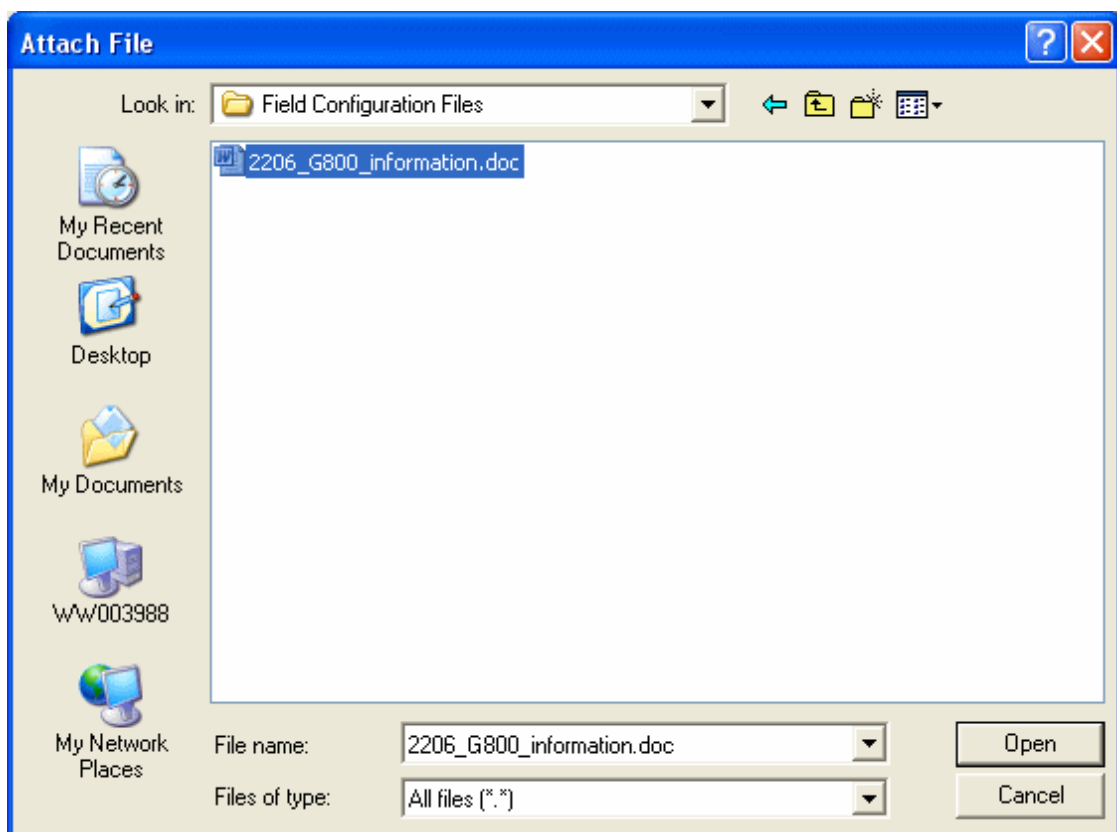 Attach File
Look in:
Field Configuration Files
2206_G800_information.doc
My Recent
Documents
Desktop
My Documents
WW003988
My Network
Places
File name:
2206_G800_information.doc
Open
Files of type:
All files (*.*)
Cancel